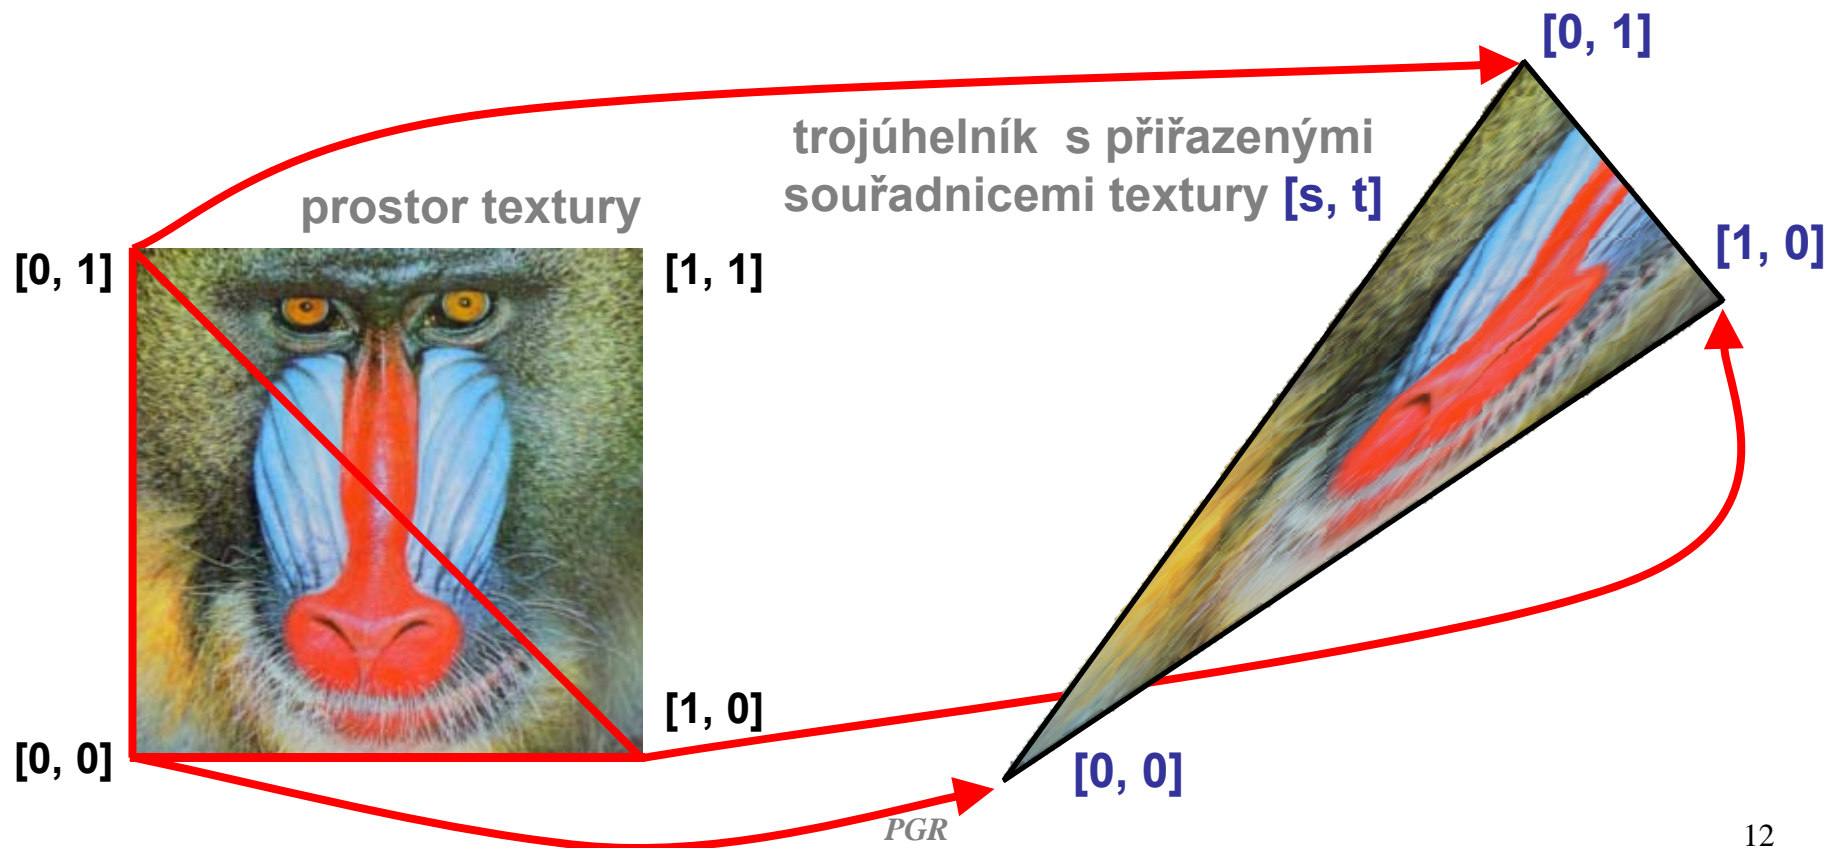 [0, 1]
trojúhelník s přiřazenými
souřadnicemi textury [s, t]
prostor textury
[0, 1]
[1, 1]
[1, 0]
[1, 0]
[0, 0]
[0, 0]
PGR
12